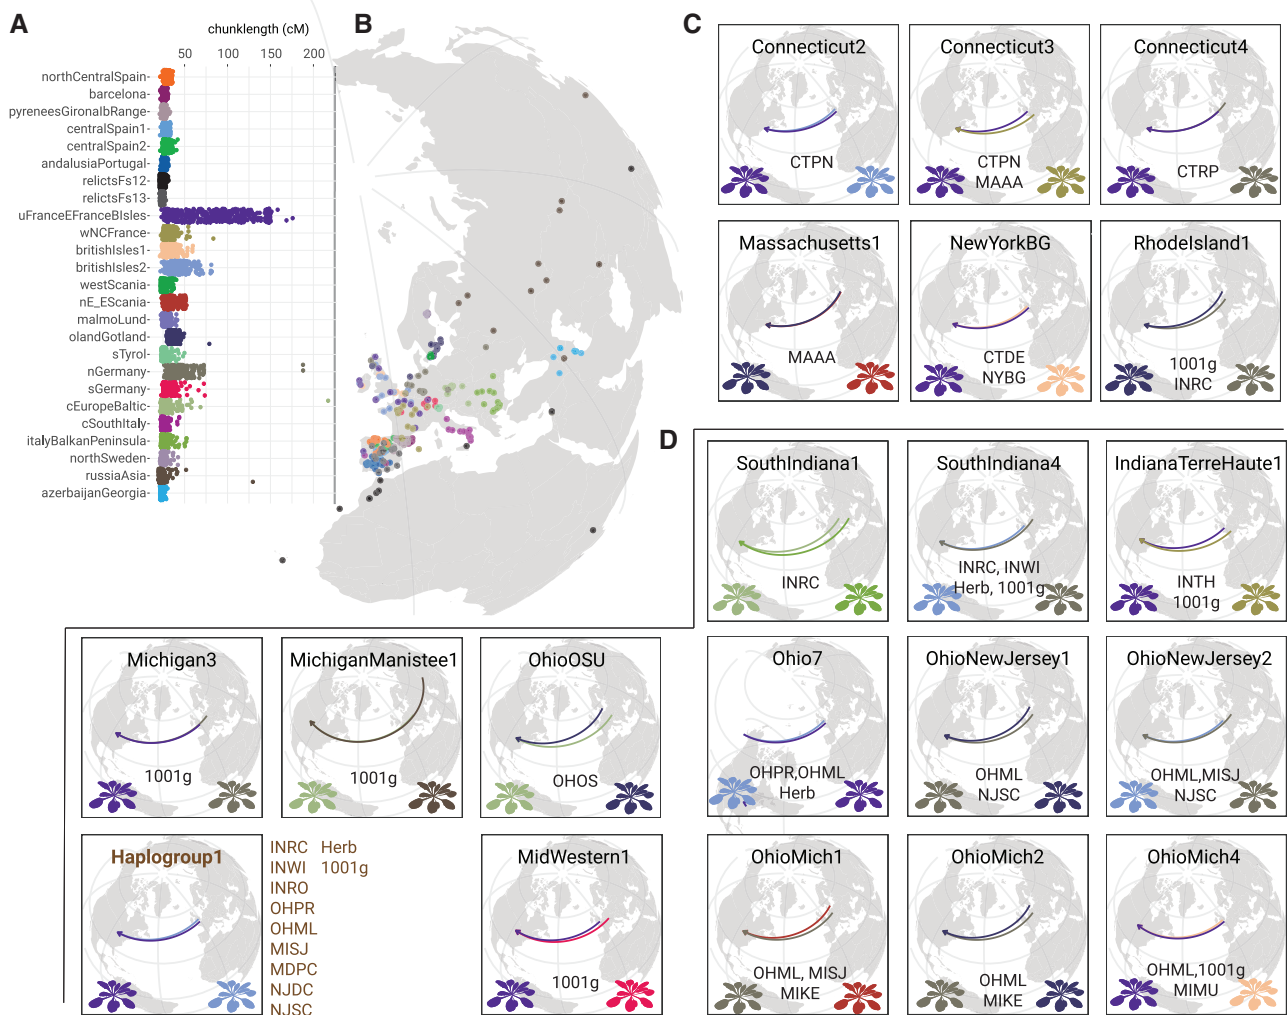 A
chunklength (cM)
50 100 150 200
northCentralSpain
barcelona
pyreneesGironaIbRange
centralSpain1
centralSpain2
andalusiaPortugal
relictsFs12
relictsFs13
uFranceEFranceBIsles
wNCFrance
britishIsles1
britishIsles2
westScania
nE_EScania
malmoLund
olandGotland
sTyrol
nGermany
sGermany
cEuropeBaltic
cSouthItaly
italyBalkanPeninsula
northSweden
russiaAsia
azerbaijanGeorgia
B
C
Connecticut2
CTPN
Connecticut3
CTPN
MAAA
Connecticut4
CTRP
Massachusetts1
MAAA
NewYorkBG
CTDE
NYBG
RhodeIsland1
1001g
INRC
D
SouthIndiana1
INRC
SouthIndiana4
INRC, INWI
Herb, 1001g
IndianaTerreHaute1
INTH
1001g
Michigan3
1001g
MichiganManistee1
1001g
OhioOSU
OHOS
Ohio7
OHPR,OHML
Herb
OhioNewJersey1
OHML
NJSC
OhioNewJersey2
OHML,MISJ
NJSC
Haplogroup1
INRC Herb
INWI 1001g
INRO
OHPR
OHML
MISJ
MDPC
NJDC
NJSC
MidWestern1
1001g
OhioMich1
OHML, MISJ
MIKE
OhioMich2
OHML
MIKE
OhioMich4
OHML,1001g
MIMU